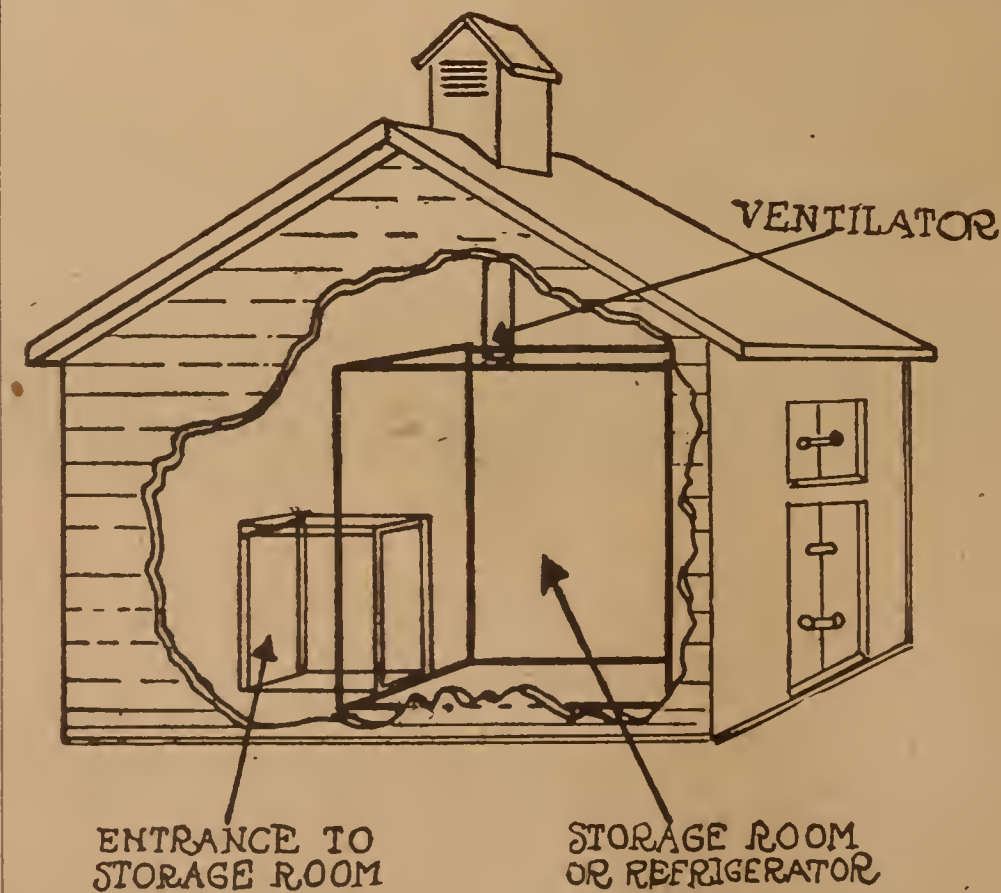 VENTILATOR
ENTRANCE TO
STORAGE ROOM
STORAGE ROOM
OR REFRIGERATOR